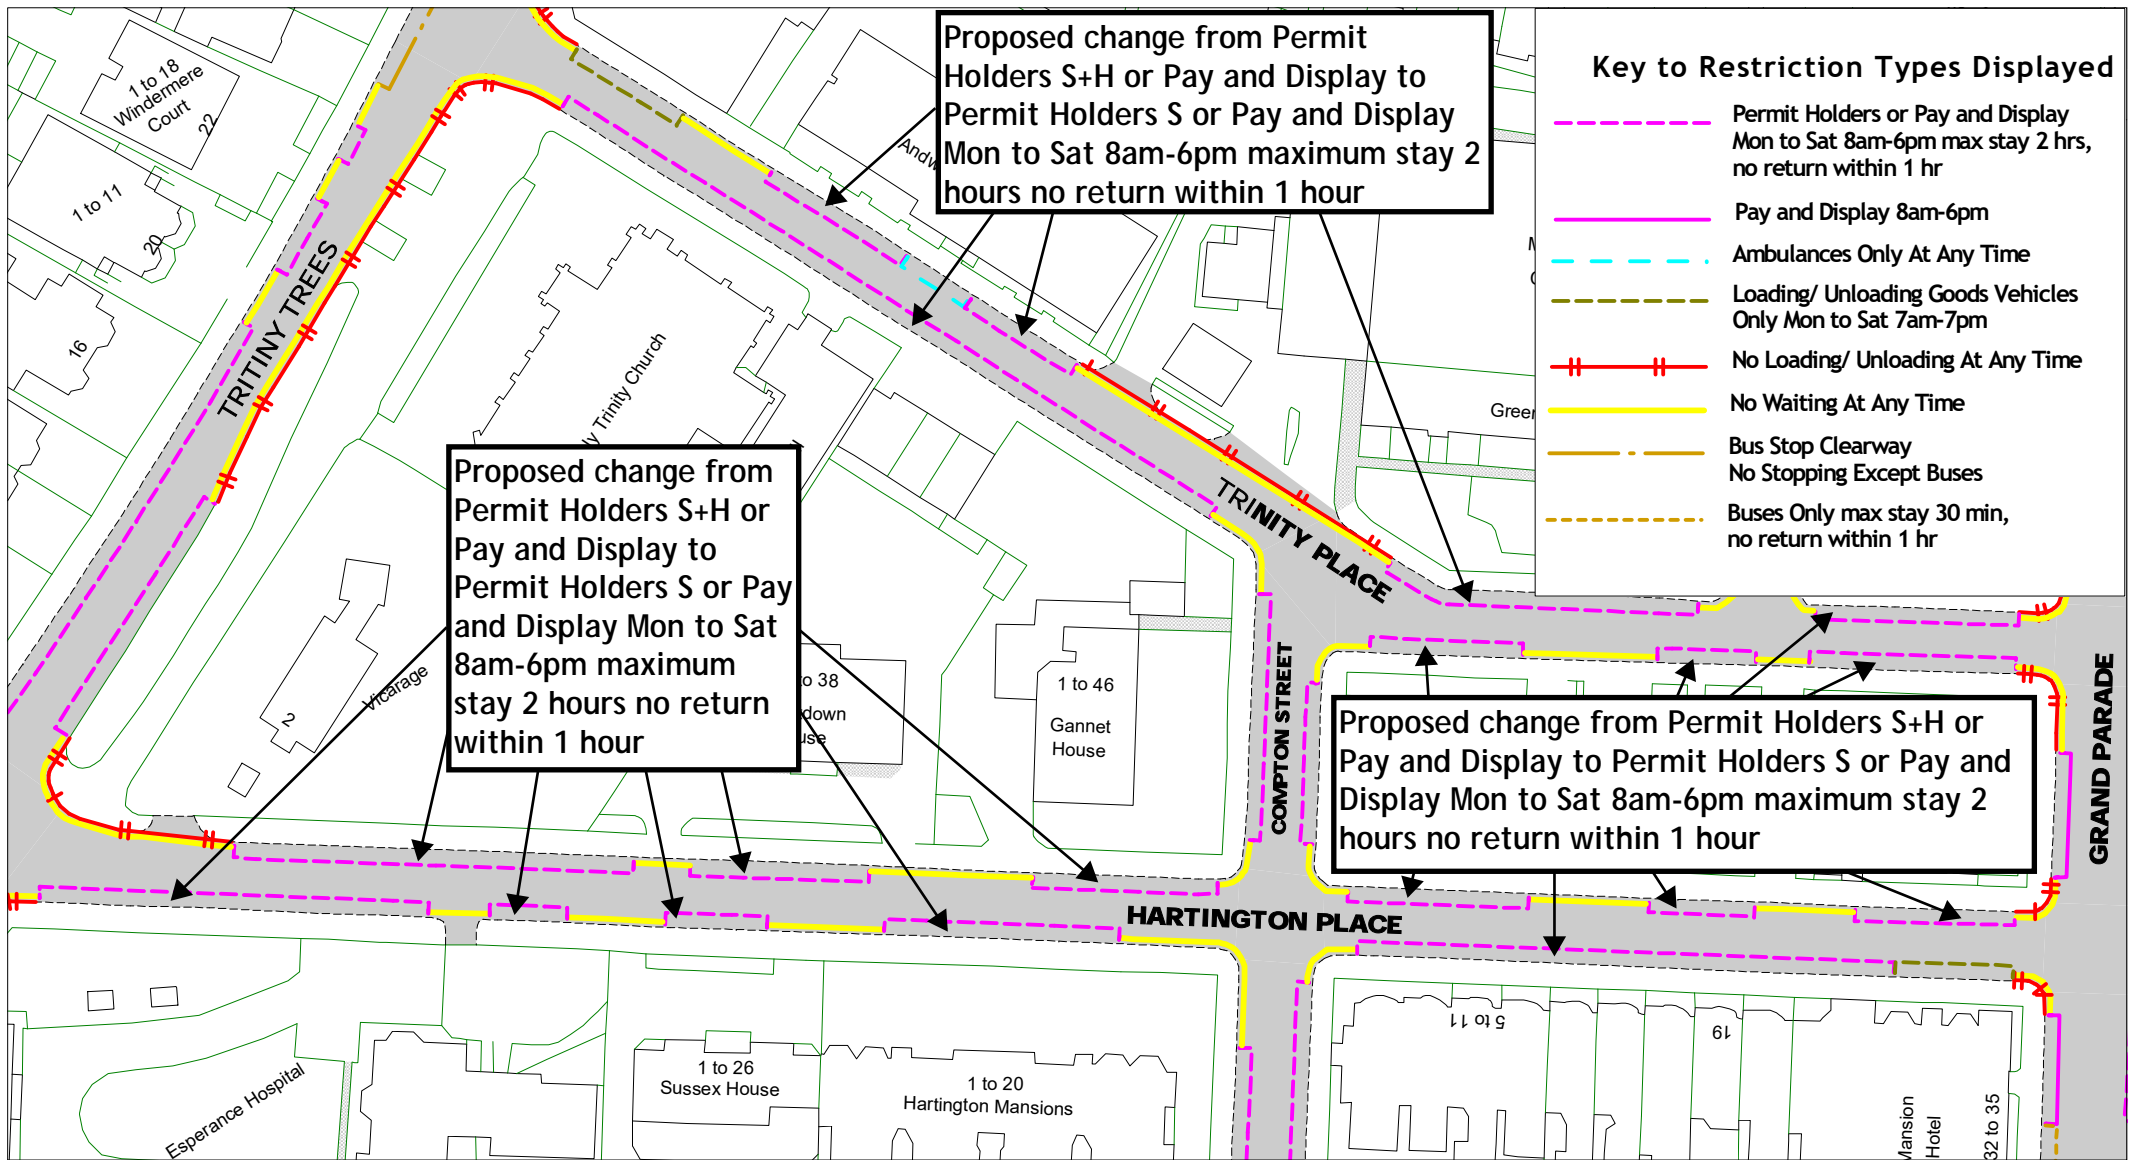 Proposed change from Permit
Holders S+H or Pay and Display to
Permit Holders S or Pay and Display
Mon to Sat 8am-6pm maximum stay 2
hours no return within 1 hour
Key to Restriction Types Displayed
Permit Holders or Pay and Display
Mon to Sat 8am-6pm max stay 2 hrs,
no return within 1 hr
Pay and Display 8am-6pm
Ambulances Only At Any Time
Loading/ Unloading Goods Vehicles
Only Mon to Sat 7am-7pm
No Loading/ Unloading At Any Time
No Waiting At Any Time
Bus Stop Clearway
No Stopping Except Buses
Buses Only max stay 30 min,
no return within 1 hr
1 to 18
Windermere
Court
22
1 to 11
20
16
TRITINY TREES
Trinity Church
TRINITY PLACE
Proposed change from
Permit Holders S+H or
Pay and Display to
Permit Holders S or Pay
and Display Mon to Sat
8am-6pm maximum
stay 2 hours no return
within 1 hour
Vicarage
2
to 38
1 to 46
Gannet
House
COMPTON STREET
Proposed change from Permit Holders S+H or
Pay and Display to Permit Holders S or Pay and
Display Mon to Sat 8am-6pm maximum stay 2
hours no return within 1 hour
GRAND PARADE
HARTINGTON PLACE
Esperance Hospital
1 to 26
Sussex House
1 to 20
Hartington Mansions
5 to 11
19
Mansion
Hotel
32 to 35